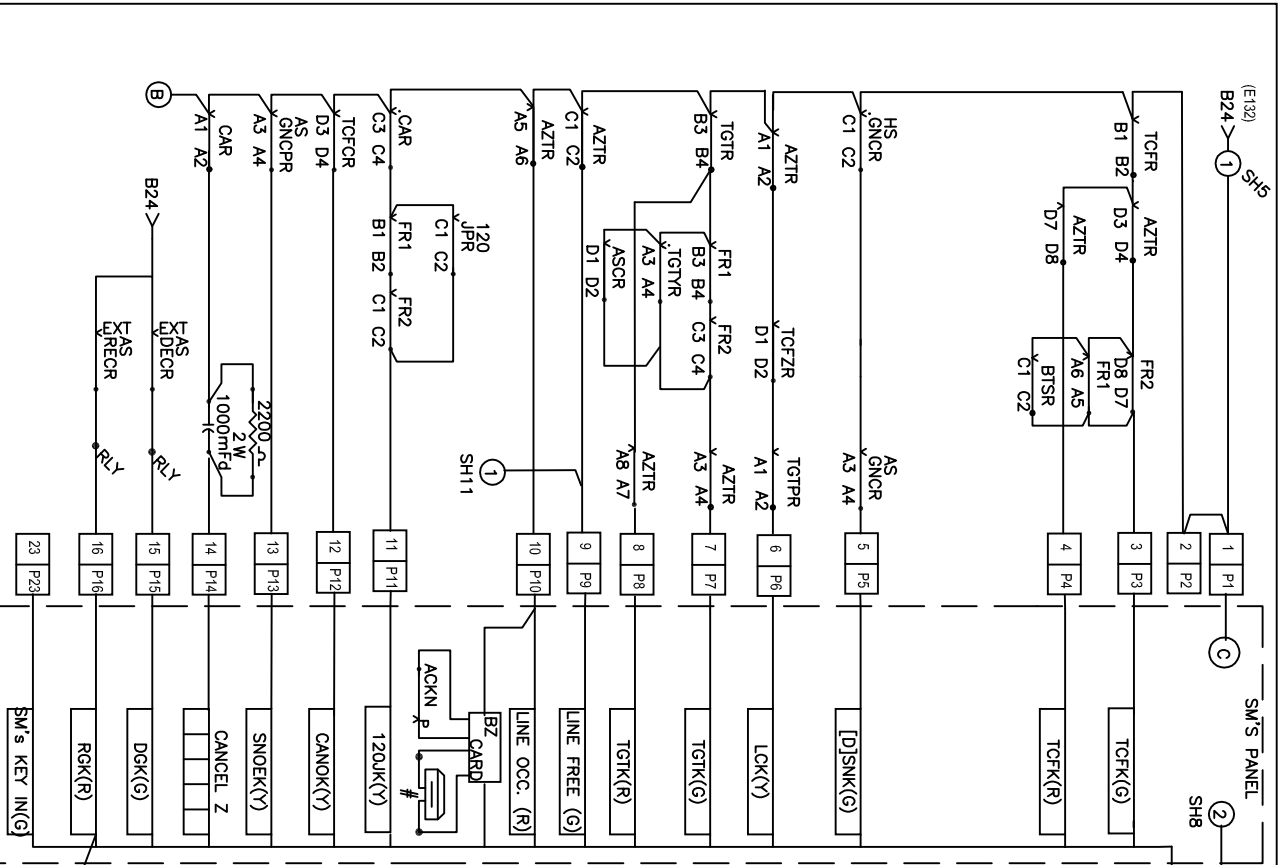 (E132)
B24
1
SH5
TCFR
B1 B2
AZTR
D3 D4
AZTR
D7 D8
FR2
D8 D7
FR1
A6 A5
BTSR
C1 C2
HS
.GNCR
C1 C2
AS
GNCR
A3 A4
AZTR
A1 A2
TCFZR
D1 D2
TGTPR
A1 A2
TGTR
B3 B4
FR1
B3 B4
FR2
C3 C4
AZTR
A3 A4
.TGTYR
A3 A4
ASCR
D1 D2
AZTR
A8 A7
AZTR
C1 C2
1
SH11
AZTR
A5 A6
.CAR
C3 C4
120
JPR
C1 C2
FR1
B1 B2
FR2
C1 C2
TCFCR
D3 D4
AS
GNCPR
A3 A4
B
CAR
A1 A2
2200
2 W
1000mFd
B24
EXT AS
DECR
RLY
EXT AS
RECR
RLY
1 P1
2 P2
3 P3
4 P4
5 P5
6 P6
7 P7
8 P8
9 P9
10 P10
11 P11
12 P12
13 P13
14 P14
15 P15
16 P16
23 P23
C
SM'S PANEL
2
SH8
TCFK(G)
TCFK(R)
[D]SNK(G)
LCK(Y)
TGTK(G)
TGTK(R)
LINE FREE (G)
LINE OCC. (R)
BZ
CARD
ACKN
P
#
120JK(Y)
CANOK(Y)
SNOEK(Y)
CANCEL Z
DGK(G)
RGK(R)
SM's KEY IN(G)